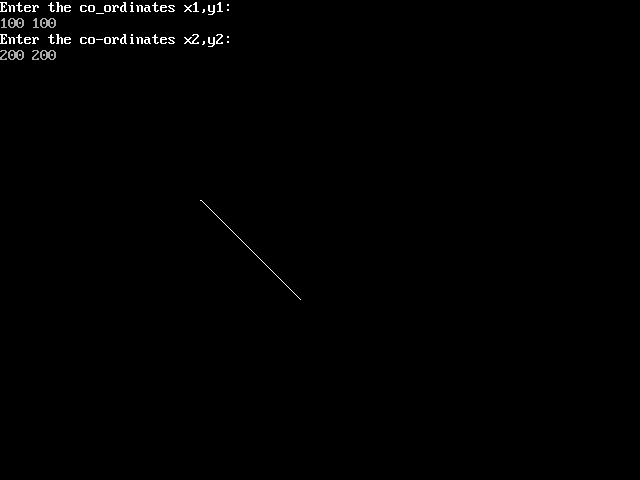 Enter the co_ordinates x1,y1:
100 100
Enter the co-ordinates x2,y2:
200 200